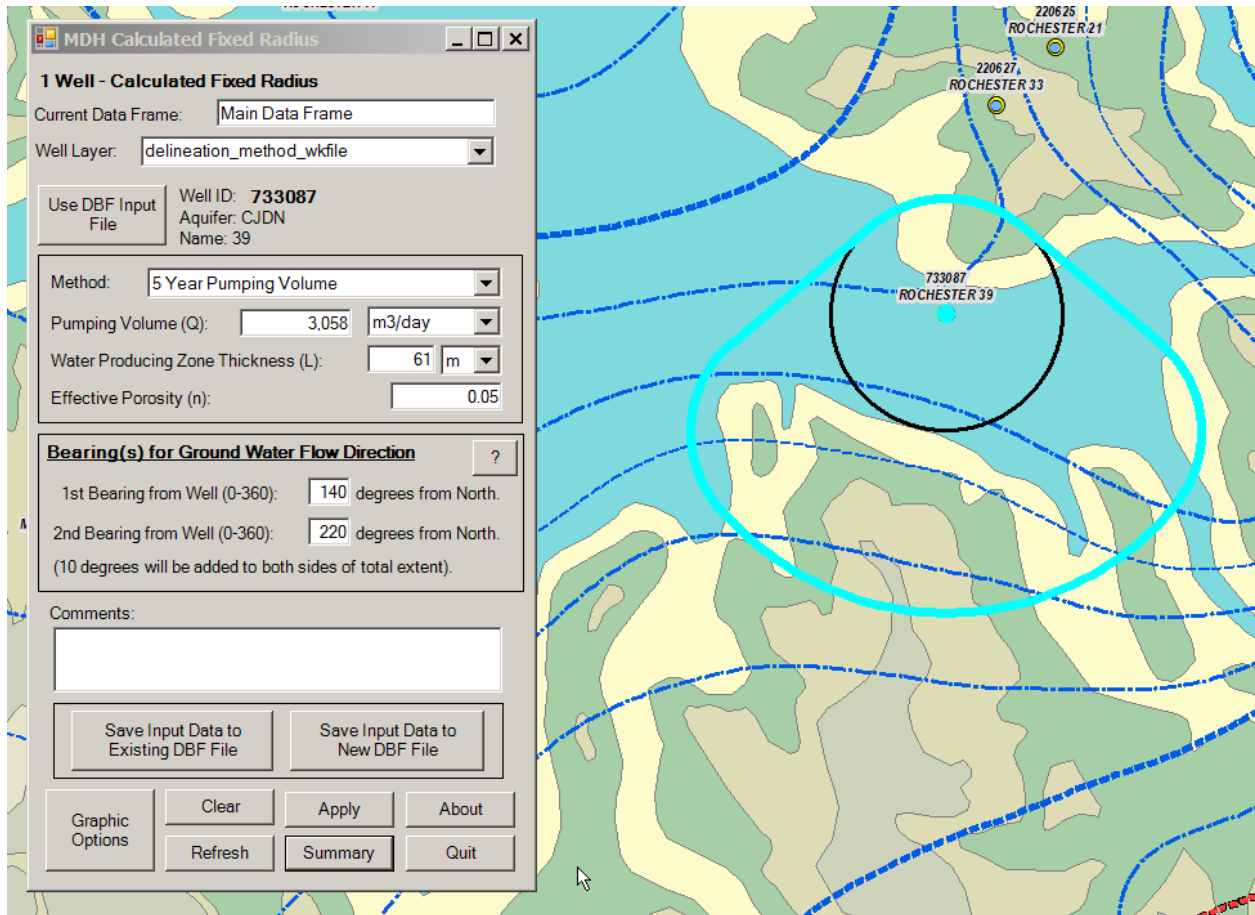 MDH Calculated Fixed Radius
1 Well - Calculated Fixed Radius
Current Data Frame: Main Data Frame
Well Layer: delineation_method_wkfile
Use DBF Input
File
Well ID: 733087
Aquifer: CJDN
Name: 39
Method: 5 Year Pumping Volume
Pumping Volume (Q): 3,058 m3/day
Water Producing Zone Thickness (L): 61 m
Effective Porosity (n): 0.05
Bearing(s) for Ground Water Flow Direction ?
1st Bearing from Well (0-360): 140 degrees from North.
2nd Bearing from Well (0-360): 220 degrees from North.
(10 degrees will be added to both sides of total extent).
Comments:
Save Input Data to
Existing DBF File
Save Input Data to
New DBF File
Graphic
Options
Clear
Apply
About
Refresh
Summary
Quit
220625
ROCHESTER 21
220627
ROCHESTER 33
733087
ROCHESTER 39